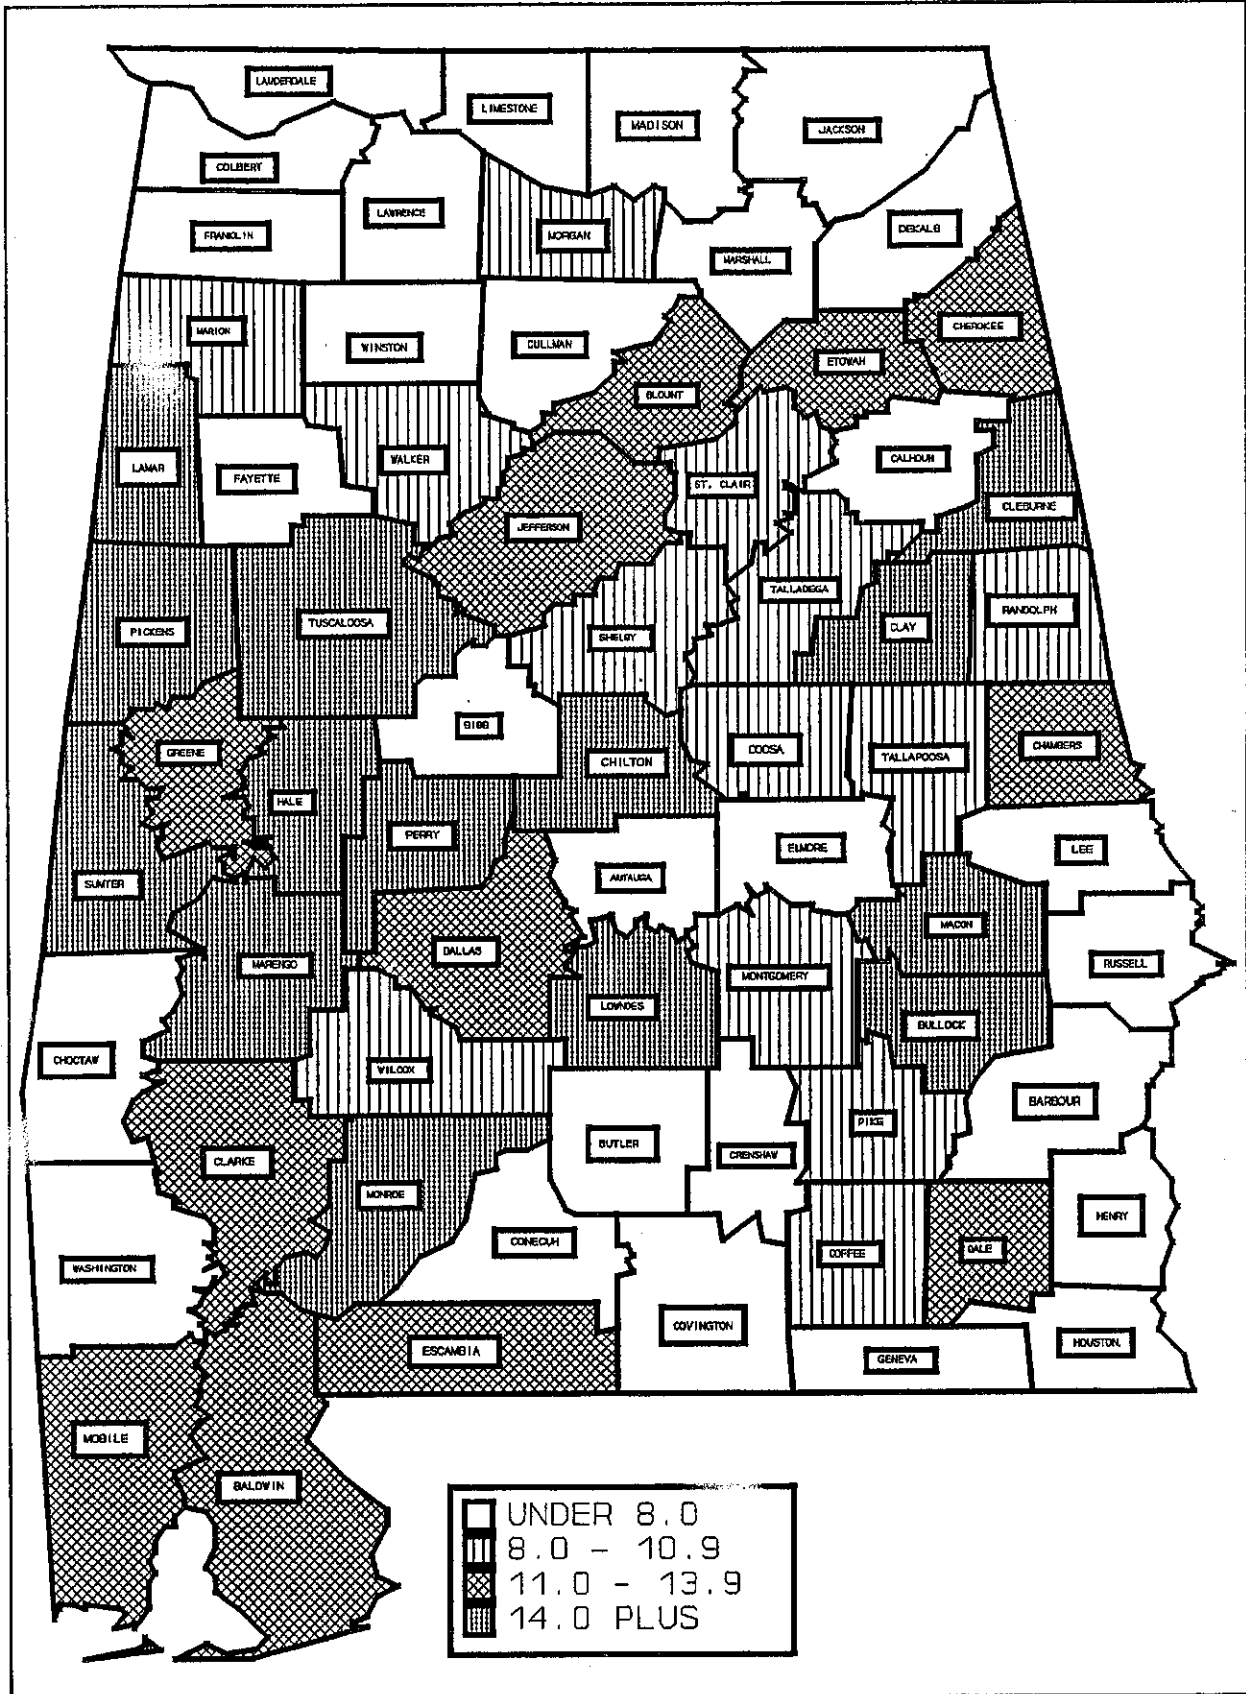 LAUDERDALE
LIMESTONE
MADISON
JACKSON
COLBERT
LAWRENCE
FRANKLIN
MORGAN
DEKALB
MARSHALL
MARION
WINSTON
CULLMAN
CHEROKEE
ETOWAH
BLOUNT
LAMAR
FAYETTE
WALKER
ST. CLAIR
CALHOUN
CLEBURNE
JEFFERSON
TALLADEGA
RANDOLPH
PICKENS
TUSCALOOSA
SHELBY
CLAY
BIBB
GREENE
CHILTON
COOSA
TALLAPOOSA
CHAMBERS
HALE
PERRY
ELMORE
LEE
SUMTER
AUTAUGA
MACON
MARENGO
DALLAS
MONTGOMERY
RUSSELL
LOWNDES
BULLOCK
CHOCTAW
WILCOX
BARBOUR
PIKE
CLARKE
BUTLER
CRENSHAW
MONROE
HENRY
WASHINGTON
CONECUH
COFFEE
DALE
ESCAMBIA
COVINGTON
GENEVA
HOUSTON
MOBILE
BALDWIN
UNDER 8.0
8.0 - 10.9
11.0 - 13.9
14.0 PLUS